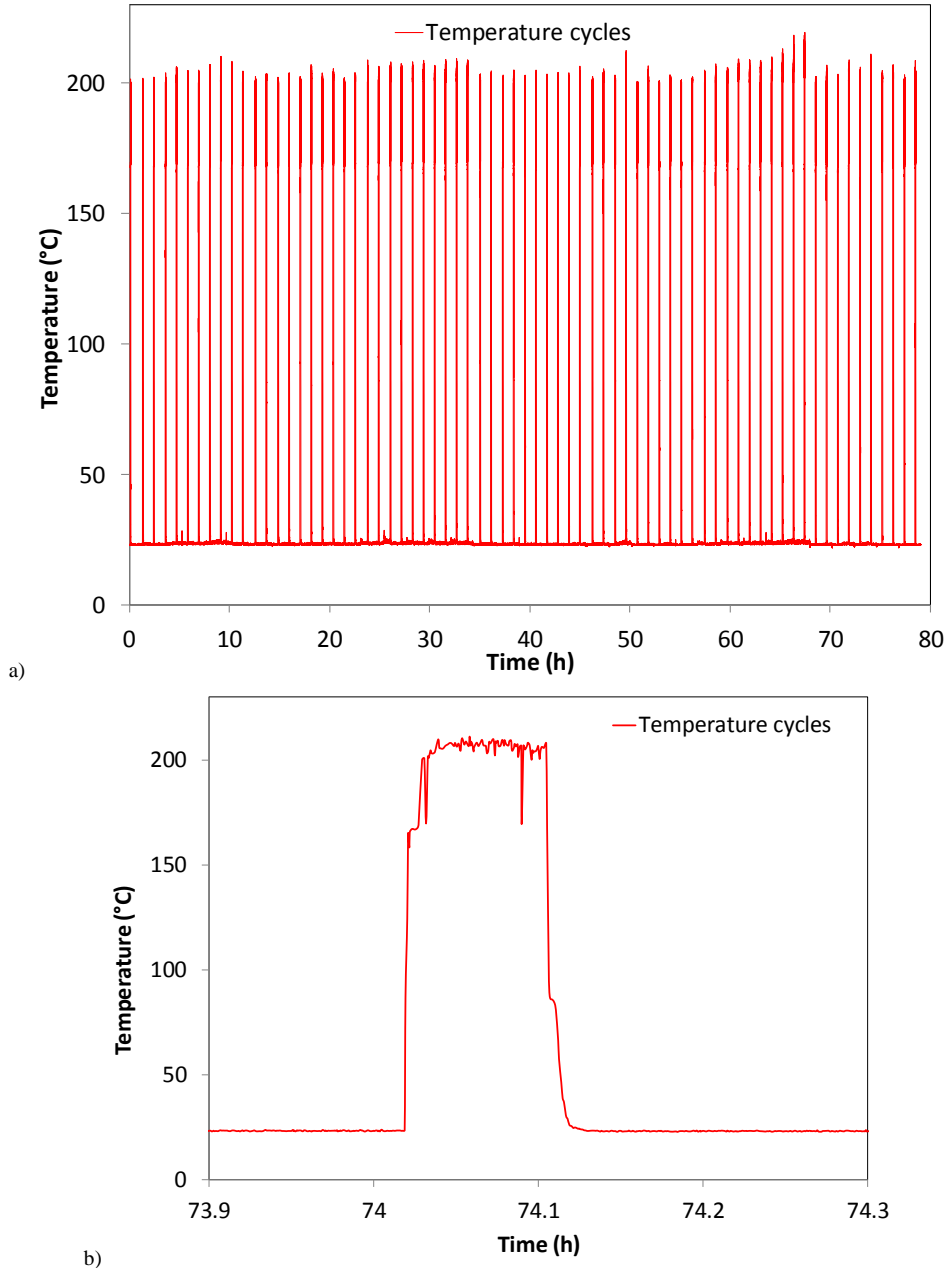 Temperature cycles
200
150
100
50
0
Temperature (°C)
0 10 20 30 40 50 60 70 80
Time (h)
a)
Temperature cycles
200
150
100
50
0
Temperature (°C)
73.9 74 74.1 74.2 74.3
Time (h)
b)